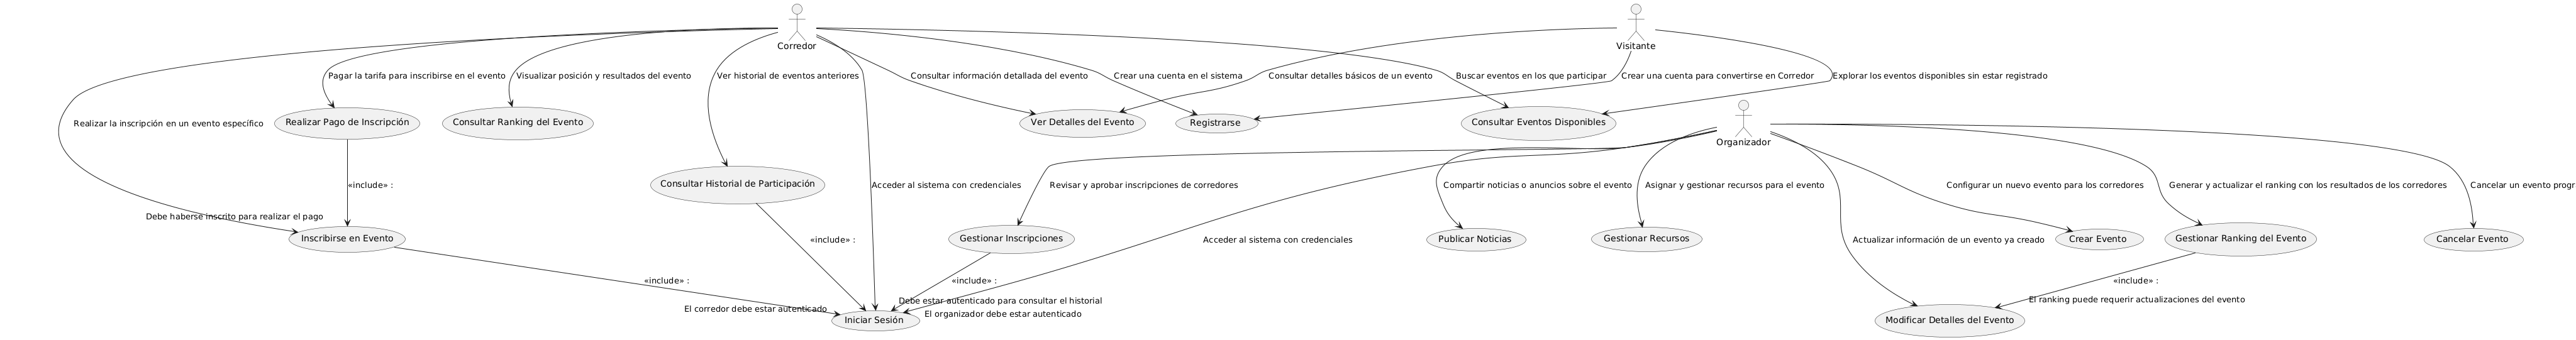 Corredor
Visitante
Pagar la tarifa para inscribirse en el evento
Visualizar posición y resultados del evento
Ver historial de eventos anteriores
Consultar información detallada del evento
Crear una cuenta en el sistema
Consultar detalles básicos de un evento
Buscar eventos en los que participar
Crear una cuenta para convertirse en Corredor
Explorar los eventos disponibles sin estar registrado
Realizar la inscripción en un evento específico
Realizar Pago de Inscripción
Consultar Ranking del Evento
Ver Detalles del Evento
Registrarse
Consultar Eventos Disponibles
Organizador
«include» :
Consultar Historial de Participación
Acceder al sistema con credenciales
Revisar y aprobar inscripciones de corredores
Compartir noticias o anuncios sobre el evento
Asignar y gestionar recursos para el evento
Configurar un nuevo evento para los corredores
Generar y actualizar el ranking con los resultados de los corredores
Cancelar un evento progr
Debe haberse inscrito para realizar el pago
Inscribirse en Evento
«include» :
Gestionar Inscripciones
Acceder al sistema con credenciales
Publicar Noticias
Gestionar Recursos
Actualizar información de un evento ya creado
Crear Evento
Gestionar Ranking del Evento
Cancelar Evento
«include» :
«include» :
«include» :
El corredor debe estar autenticado
Debe estar autenticado para consultar el historial
El organizador debe estar autenticado
El ranking puede requerir actualizaciones del evento
Iniciar Sesión
Modificar Detalles del Evento